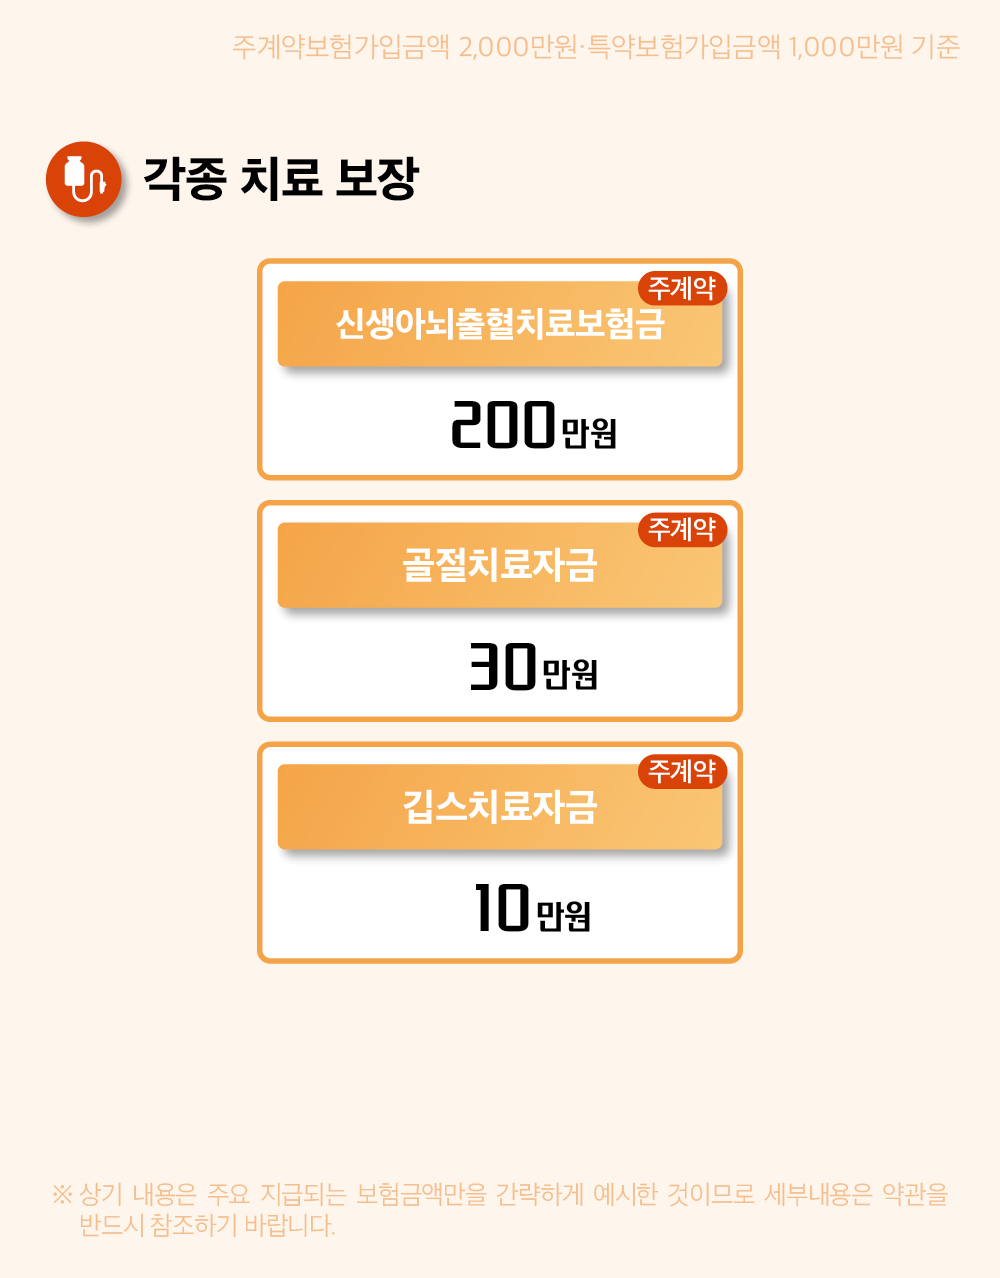 주계약보험가입금액 2,000만원·특약보험가입금액 1,000만원 기준
각종 치료 보장
주계약
신생아뇌출혈치료보험금
200만원
주계약
골절치료자금
30만원
주계약
깁스치료자금
10만원
※ 상기 내용은 주요 지급되는 보험금액만을 간략하게 예시한 것이므로 세부내용은 약관을
반드시 참조하기 바랍니다.